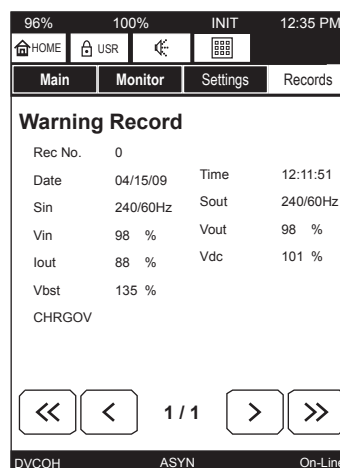 96% 100% INIT 12:35 PM
HOME USR
Main Monitor Settings Records
Warning Record
Rec No. 0
Date 04/15/09 Time 12:11:51
Sin 240/60Hz Sout 240/60Hz
Vin 98 % Vout 98 %
Iout 88 % Vdc 101 %
Vbst 135 %
CHRGOV
1 / 1
DVCOH ASYN On-Line